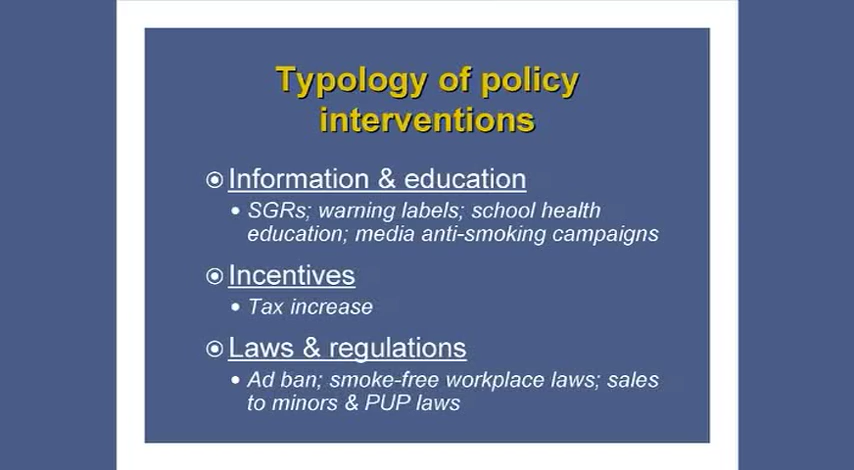 Typology of policy
interventions
Information & education
• SGRs; warning labels; school health
education; media anti-smoking campaigns
Incentives
• Tax increase
Laws & regulations
• Ad ban; smoke-free workplace laws; sales
to minors & PUP laws